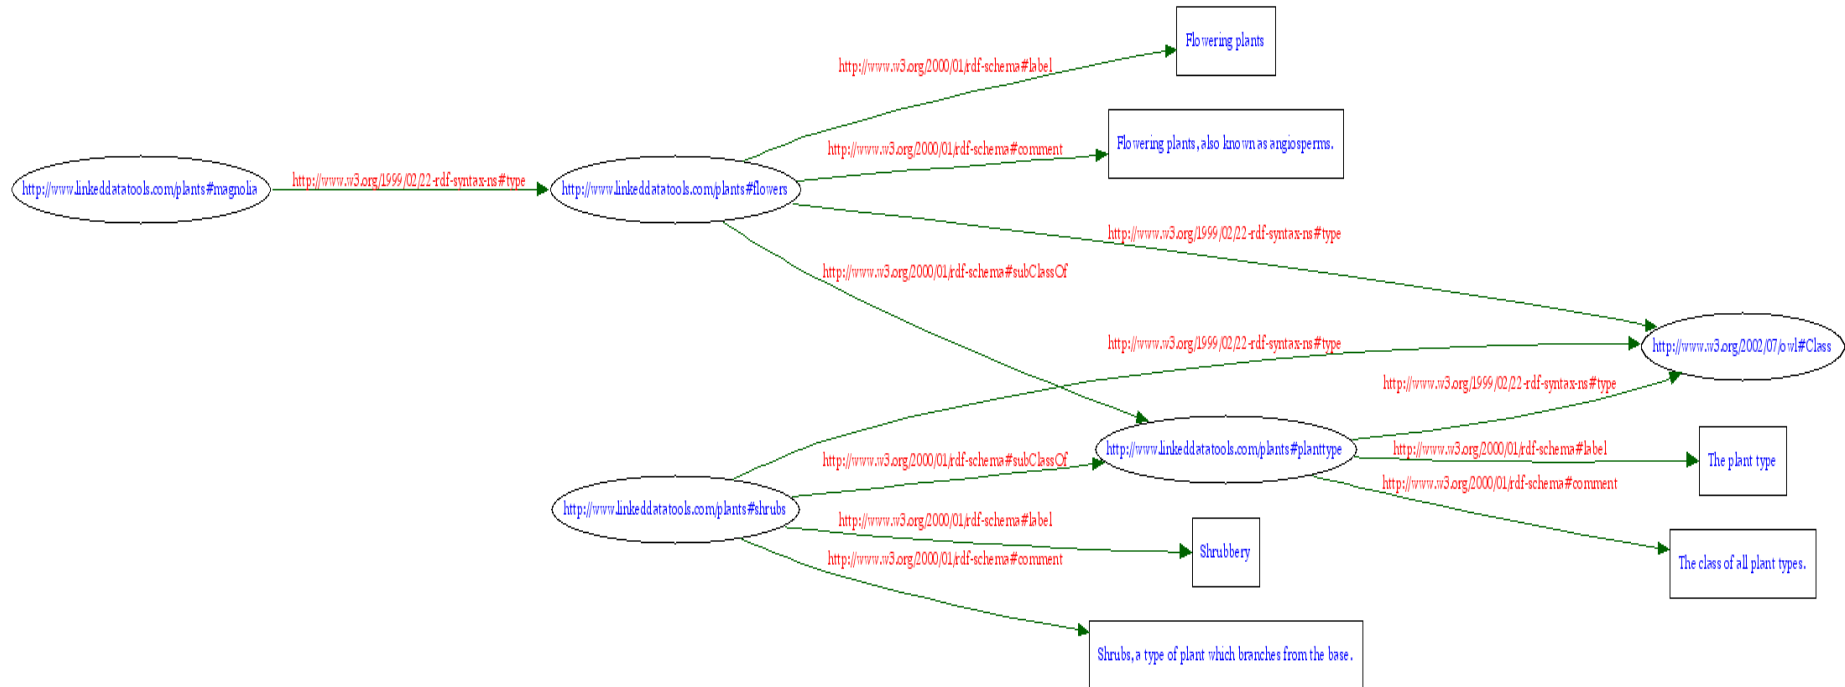 Flowering plants
http://www.w3.org/2000/01/rdf-schema#label
Flowering plants, also known as angiosperms.
http://www.w3.org/2000/01/rdf-schema#comment
http://www.linkeddatatools.com/plants#magnolia
http://www.w3.org/1999/02/22-rdf-syntax-ns#type
http://www.linkeddatatools.com/plants#flowers
http://www.w3.org/1999/02/22-rdf-syntax-ns#type
http://www.w3.org/2000/01/rdf-schema#subClassOf
http://www.w3.org/1999/02/22-rdf-syntax-ns#type
http://www.w3.org/2002/07/owl#Class
http://www.w3.org/1999/02/22-rdf-syntax-ns#type
http://www.linkeddatatools.com/plants#planttype
http://www.w3.org/2000/01/rdf-schema#label
The plant type
http://www.w3.org/2000/01/rdf-schema#subClassOf
http://www.w3.org/2000/01/rdf-schema#comment
http://www.linkeddatatools.com/plants#shrubs
http://www.w3.org/2000/01/rdf-schema#label
Shrubbery
http://www.w3.org/2000/01/rdf-schema#comment
The class of all plant types.
Shrubs, a type of plant which branches from the base.